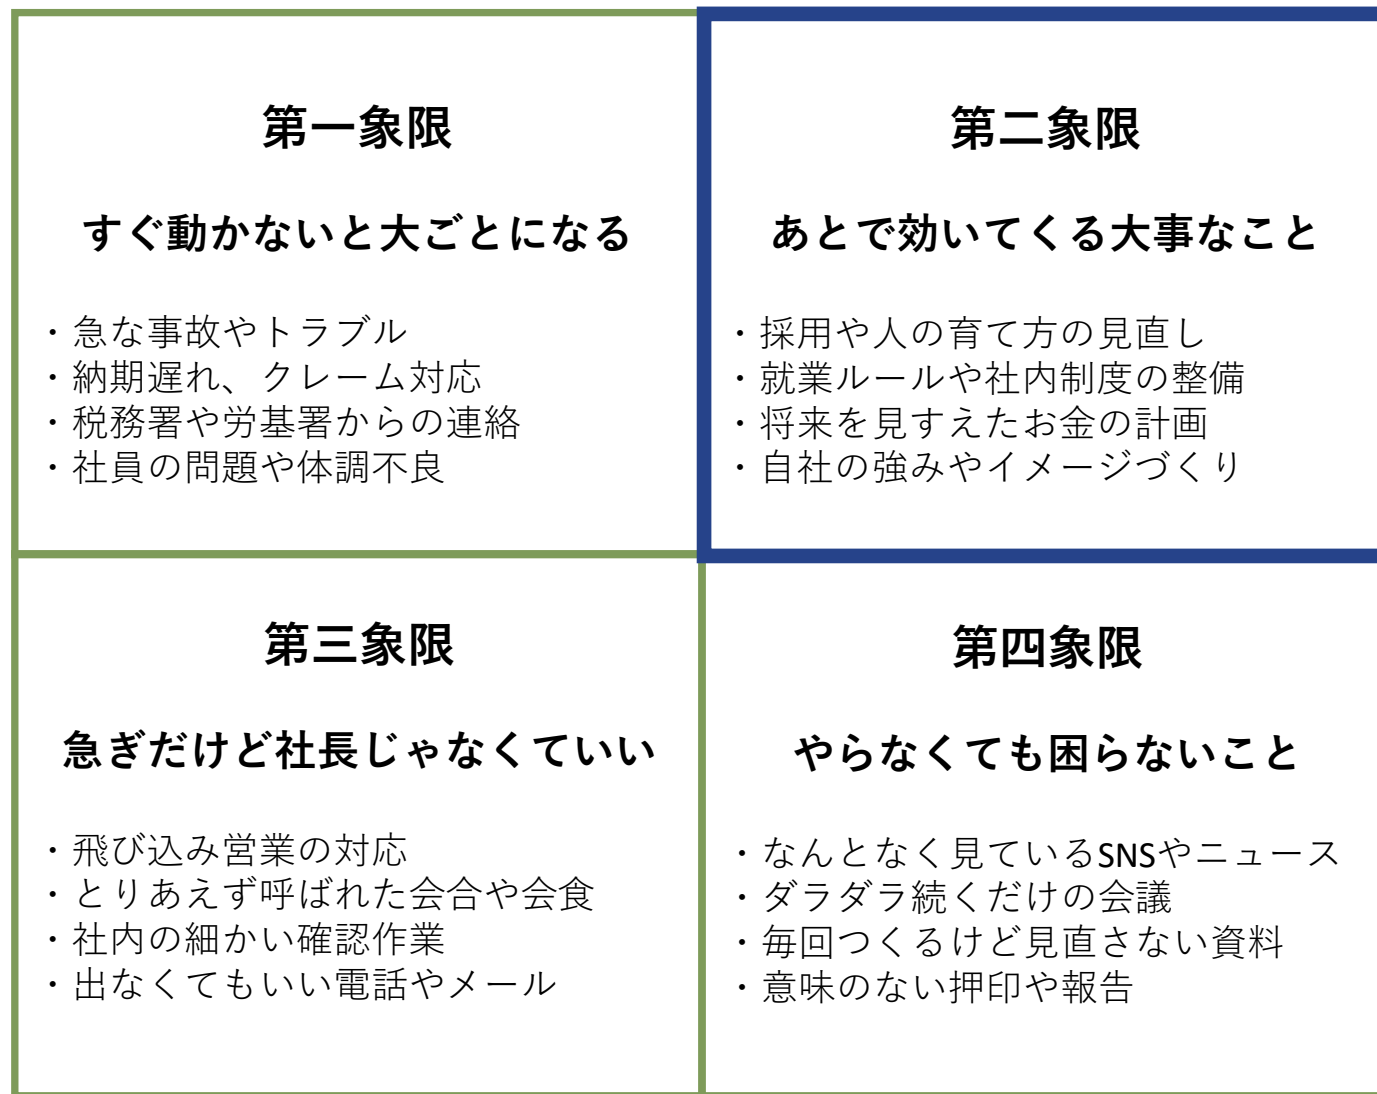 第一象限
すぐ動かないと大ごとになる
・急な事故やトラブル
・納期遅れ、クレーム対応
・税務署や労基署からの連絡
・社員の問題や体調不良
第二象限
あとで効いてくる大事なこと
・採用や人の育て方の見直し
・就業ルールや社内制度の整備
・将来を見すえたお金の計画
・自社の強みやイメージづくり
第三象限
急ぎだけど社長じゃなくていい
・飛び込み営業の対応
・とりあえず呼ばれた会合や会食
・社内の細かい確認作業
・出なくてもいい電話やメール
第四象限
やらなくても困らないこと
・なんとなく見ているSNSやニュース
・ダラダラ続くだけの会議
・毎回つくるけど見直さない資料
・意味のない押印や報告